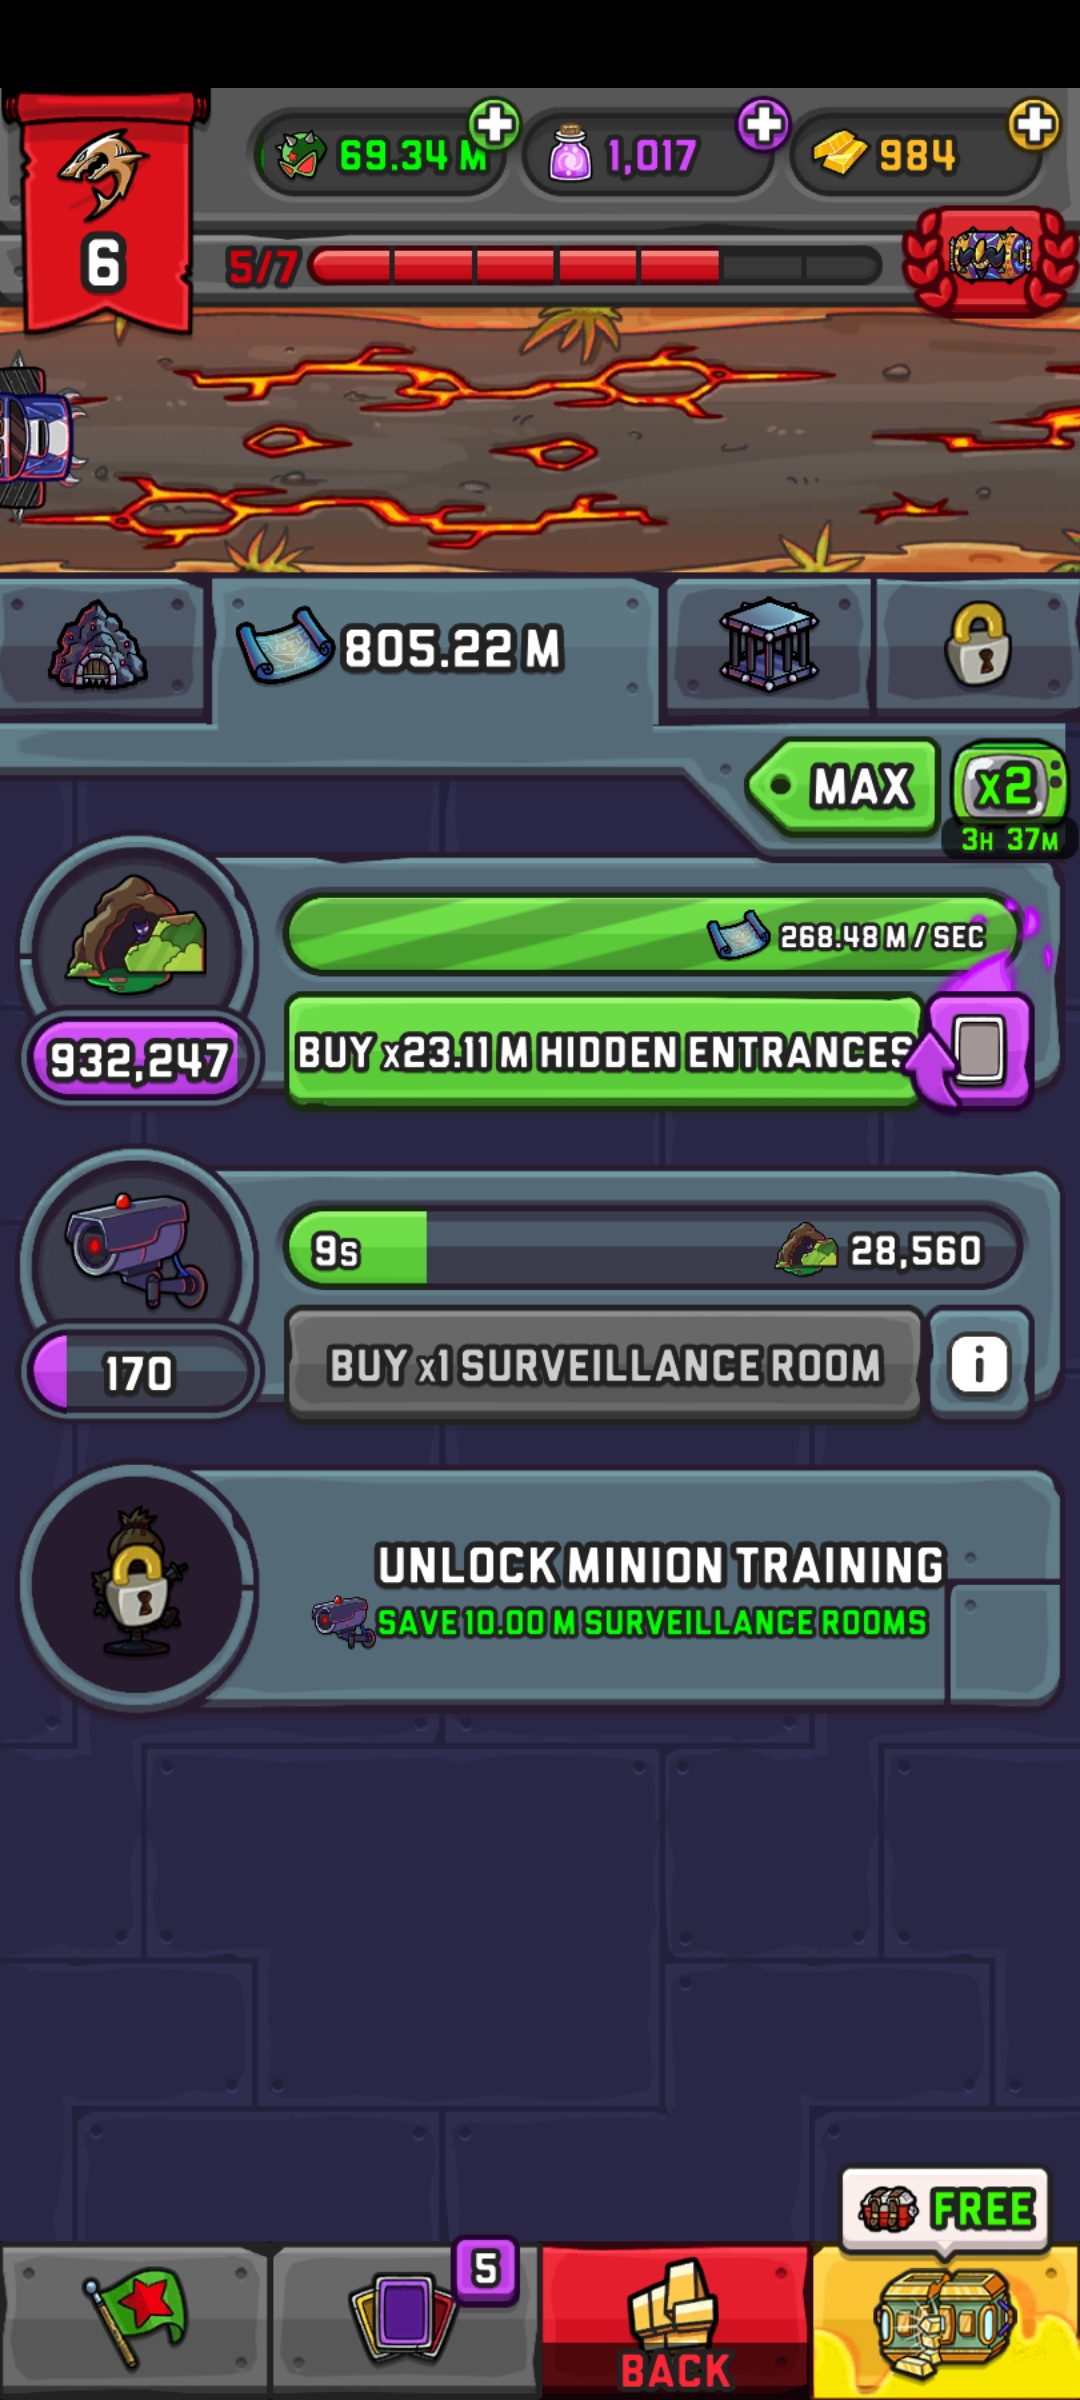 69.34 M
1,017
984
6
5/7
805.22 M
MAX
x2
3H 37M
268.48 M / SEC
932,247
BUY x23.11 M HIDDEN ENTRANCES
9s
28,560
170
BUY x1 SURVEILLANCE ROOM
i
UNLOCK MINION TRAINING
SAVE 10.00 M SURVEILLANCE ROOMS
FREE
5
BACK